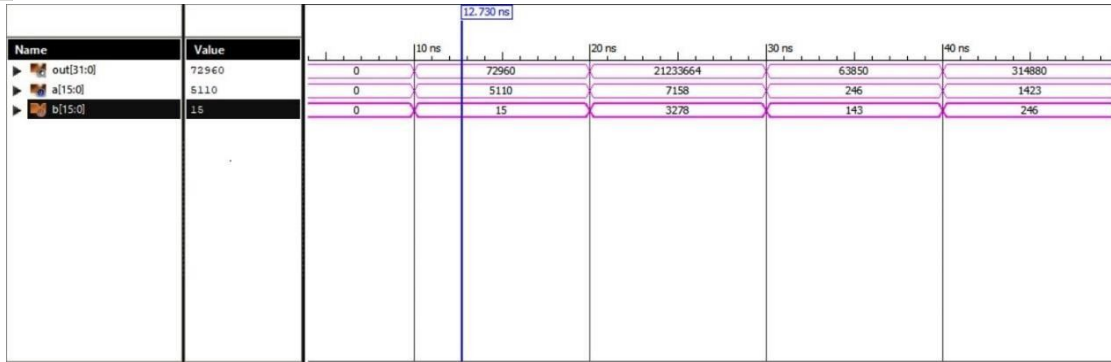 12.730 ns
Name Value 10 ns 20 ns 30 ns 40 ns
out[31:0] 72960 0 72960 21233664 63850 314880
a[15:0] 5110 0 5110 7158 246 1423
b[15:0] 15 0 15 3278 143 246